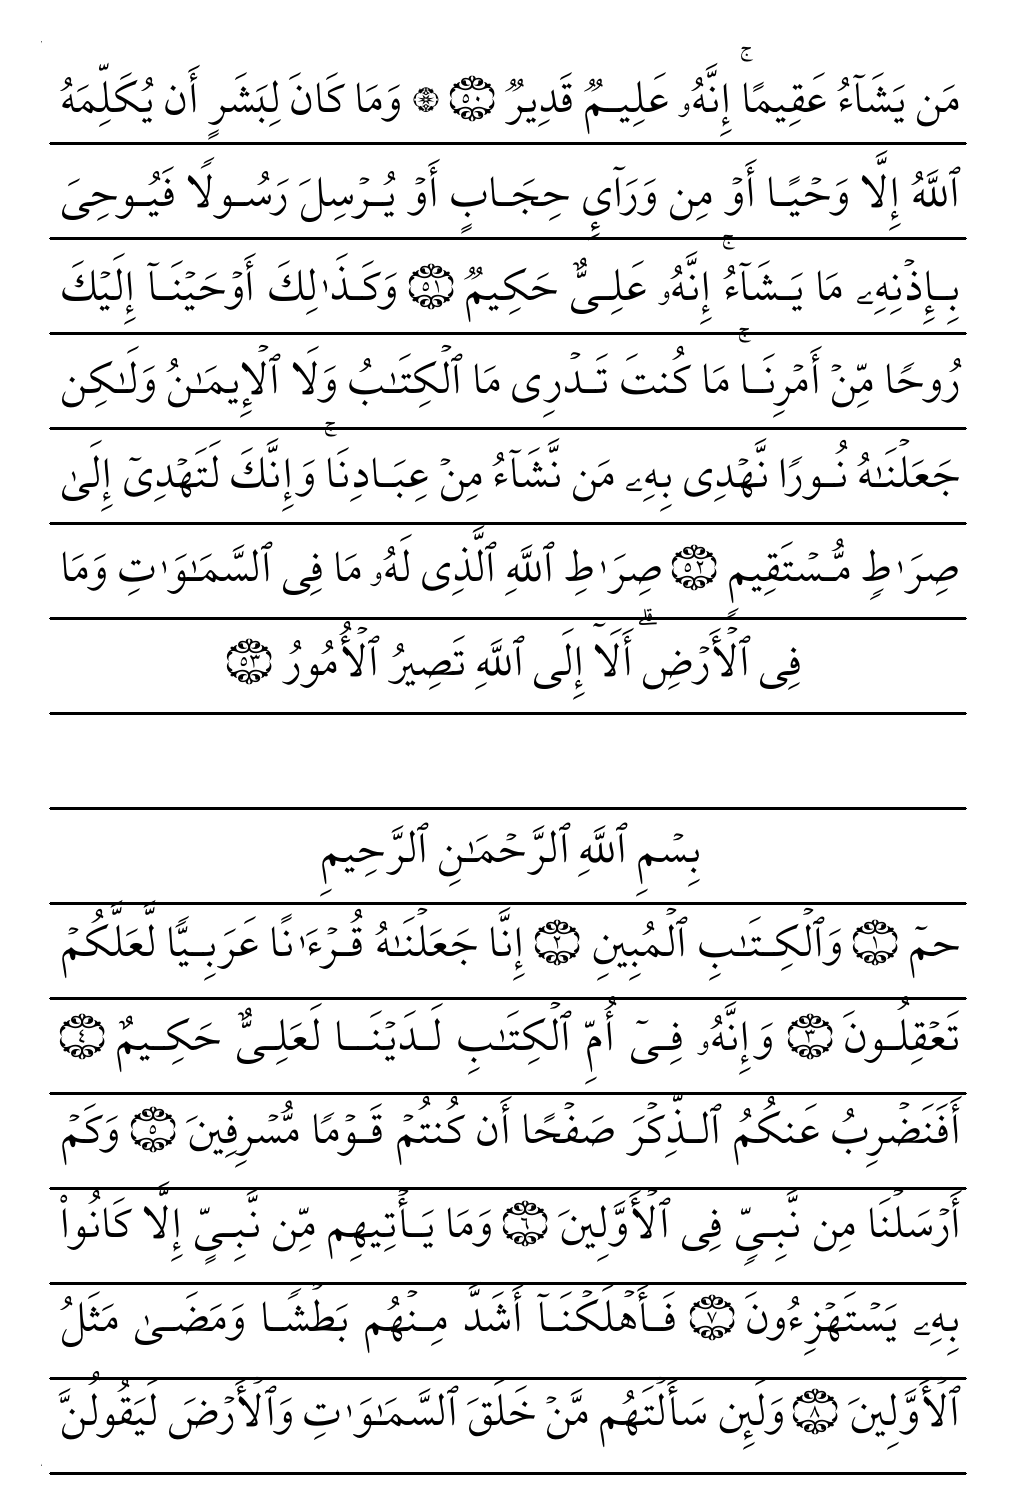 مَن يَشَآءُ عَقِيمًاۚ إِنَّهُۥ عَلِيمٌۭ قَدِيرٌۭ ٥٠ ۞ وَمَا كَانَ لِبَشَرٍ أَن يُكَلِّمَهُ
ٱللَّهُ إِلَّا وَحْيًا أَوْ مِن وَرَآئِ حِجَابٍ أَوْ يُرْسِلَ رَسُولًا فَيُوحِىَ
بِإِذْنِهِۦ مَا يَشَآءُۚ إِنَّهُۥ عَلِىٌّ حَكِيمٌۭ ٥١ وَكَذَٰلِكَ أَوْحَيْنَآ إِلَيْكَ
رُوحًا مِّنْ أَمْرِنَاۚ مَا كُنتَ تَدْرِى مَا ٱلْكِتَـٰبُ وَلَا ٱلْإِيمَـٰنُ وَلَـٰكِن
جَعَلْنَـٰهُ نُورًا نَّهْدِى بِهِۦ مَن نَّشَآءُ مِنْ عِبَادِنَاۚ وَإِنَّكَ لَتَهْدِىٓ إِلَىٰ
صِرَٰطٍ مُّسْتَقِيمٍ ٥٢ صِرَٰطِ ٱللَّهِ ٱلَّذِى لَهُۥ مَا فِى ٱلسَّمَـٰوَٰتِ وَمَا
فِى ٱلْأَرْضِۗ أَلَآ إِلَى ٱللَّهِ تَصِيرُ ٱلْأُمُورُ ٥٣
بِسْمِ ٱللَّهِ ٱلرَّحْمَـٰنِ ٱلرَّحِيمِ
حمٓ ١ وَٱلْكِتَـٰبِ ٱلْمُبِينِ ٢ إِنَّا جَعَلْنَـٰهُ قُرْءَٰنًا عَرَبِيًّا لَّعَلَّكُمْ
تَعْقِلُونَ ٣ وَإِنَّهُۥ فِىٓ أُمِّ ٱلْكِتَـٰبِ لَدَيْنَا لَعَلِىٌّ حَكِيمٌ ٤
أَفَنَضْرِبُ عَنكُمُ ٱلذِّكْرَ صَفْحًا أَن كُنتُمْ قَوْمًا مُّسْرِفِينَ ٥ وَكَمْ
أَرْسَلْنَا مِن نَّبِىٍّ فِى ٱلْأَوَّلِينَ ٦ وَمَا يَأْتِيهِم مِّن نَّبِىٍّ إِلَّا كَانُوا۟
بِهِۦ يَسْتَهْزِءُونَ ٧ فَأَهْلَكْنَآ أَشَدَّ مِنْهُم بَطْشًا وَمَضَىٰ مَثَلُ
ٱلْأَوَّلِينَ ٨ وَلَئِن سَأَلْتَهُم مَّنْ خَلَقَ ٱلسَّمَـٰوَٰتِ وَٱلْأَرْضَ لَيَقُولُنَّ